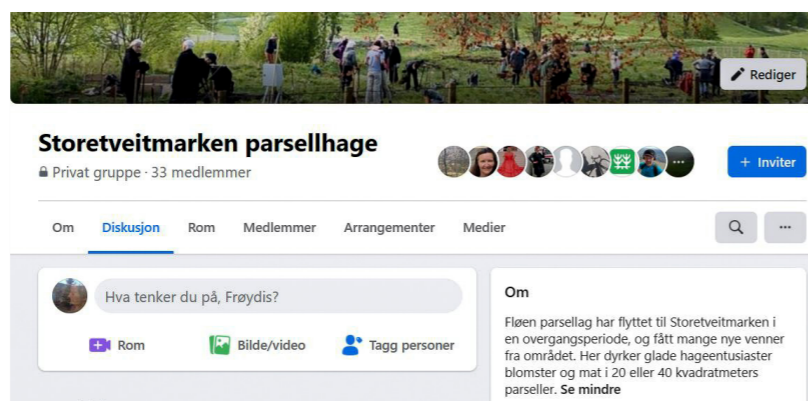 Rediger
Storetveitmarken parsellhage
Privat gruppe · 33 medlemmer
+ Inviter
Om Diskusjon Rom Medlemmer Arrangementer Medier
Hva tenker du på, Frøydis?
Rom Bilde/video Tagg personer
Om
Fløen parsellag har flyttet til Storetveitmarken i
en overgangsperiode, og fått mange nye venner
fra området. Her dyrker glade hageentusiaster
blomster og mat i 20 eller 40 kvadratmeters
parseller. Se mindre